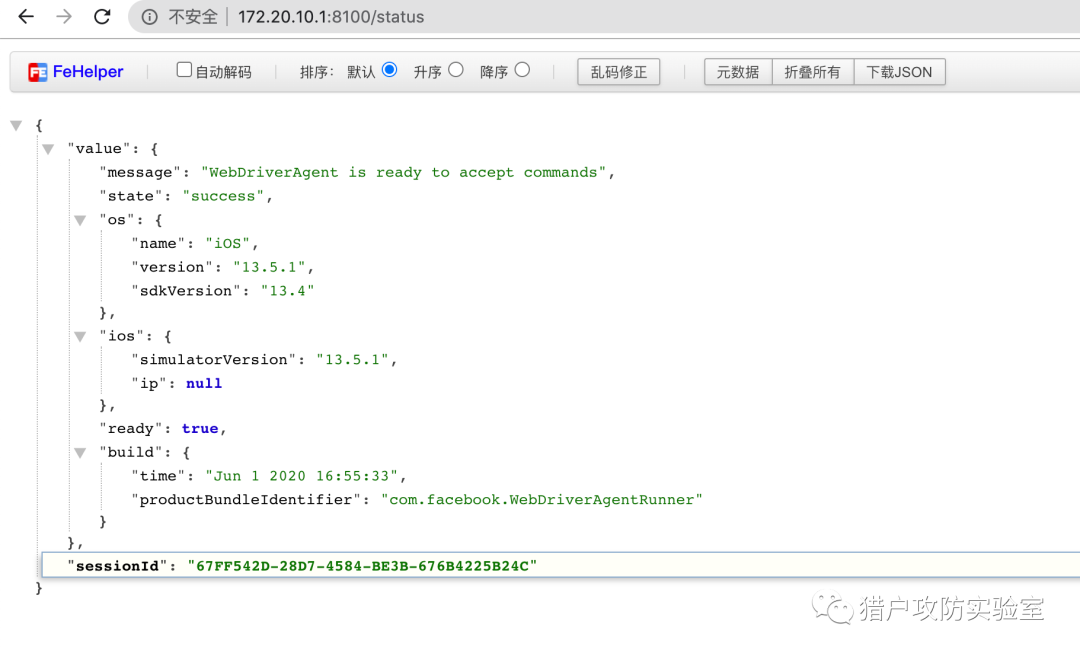 不安全 | 172.20.10.1:8100/status
FeHelper 自动解码 排序: 默认 升序 降序 乱码修正 元数据 折叠所有 下载JSON
{
"value": {
"message": "WebDriverAgent is ready to accept commands",
"state": "success",
"os": {
"name": "iOS",
"version": "13.5.1",
"sdkVersion": "13.4"
},
"ios": {
"simulatorVersion": "13.5.1",
"ip": null
},
"ready": true,
"build": {
"time": "Jun 1 2020 16:55:33",
"productBundleIdentifier": "com.facebook.WebDriverAgentRunner"
}
},
"sessionId": "67FF542D-28D7-4584-BE3B-676B4225B24C"
}
猎户攻防实验室